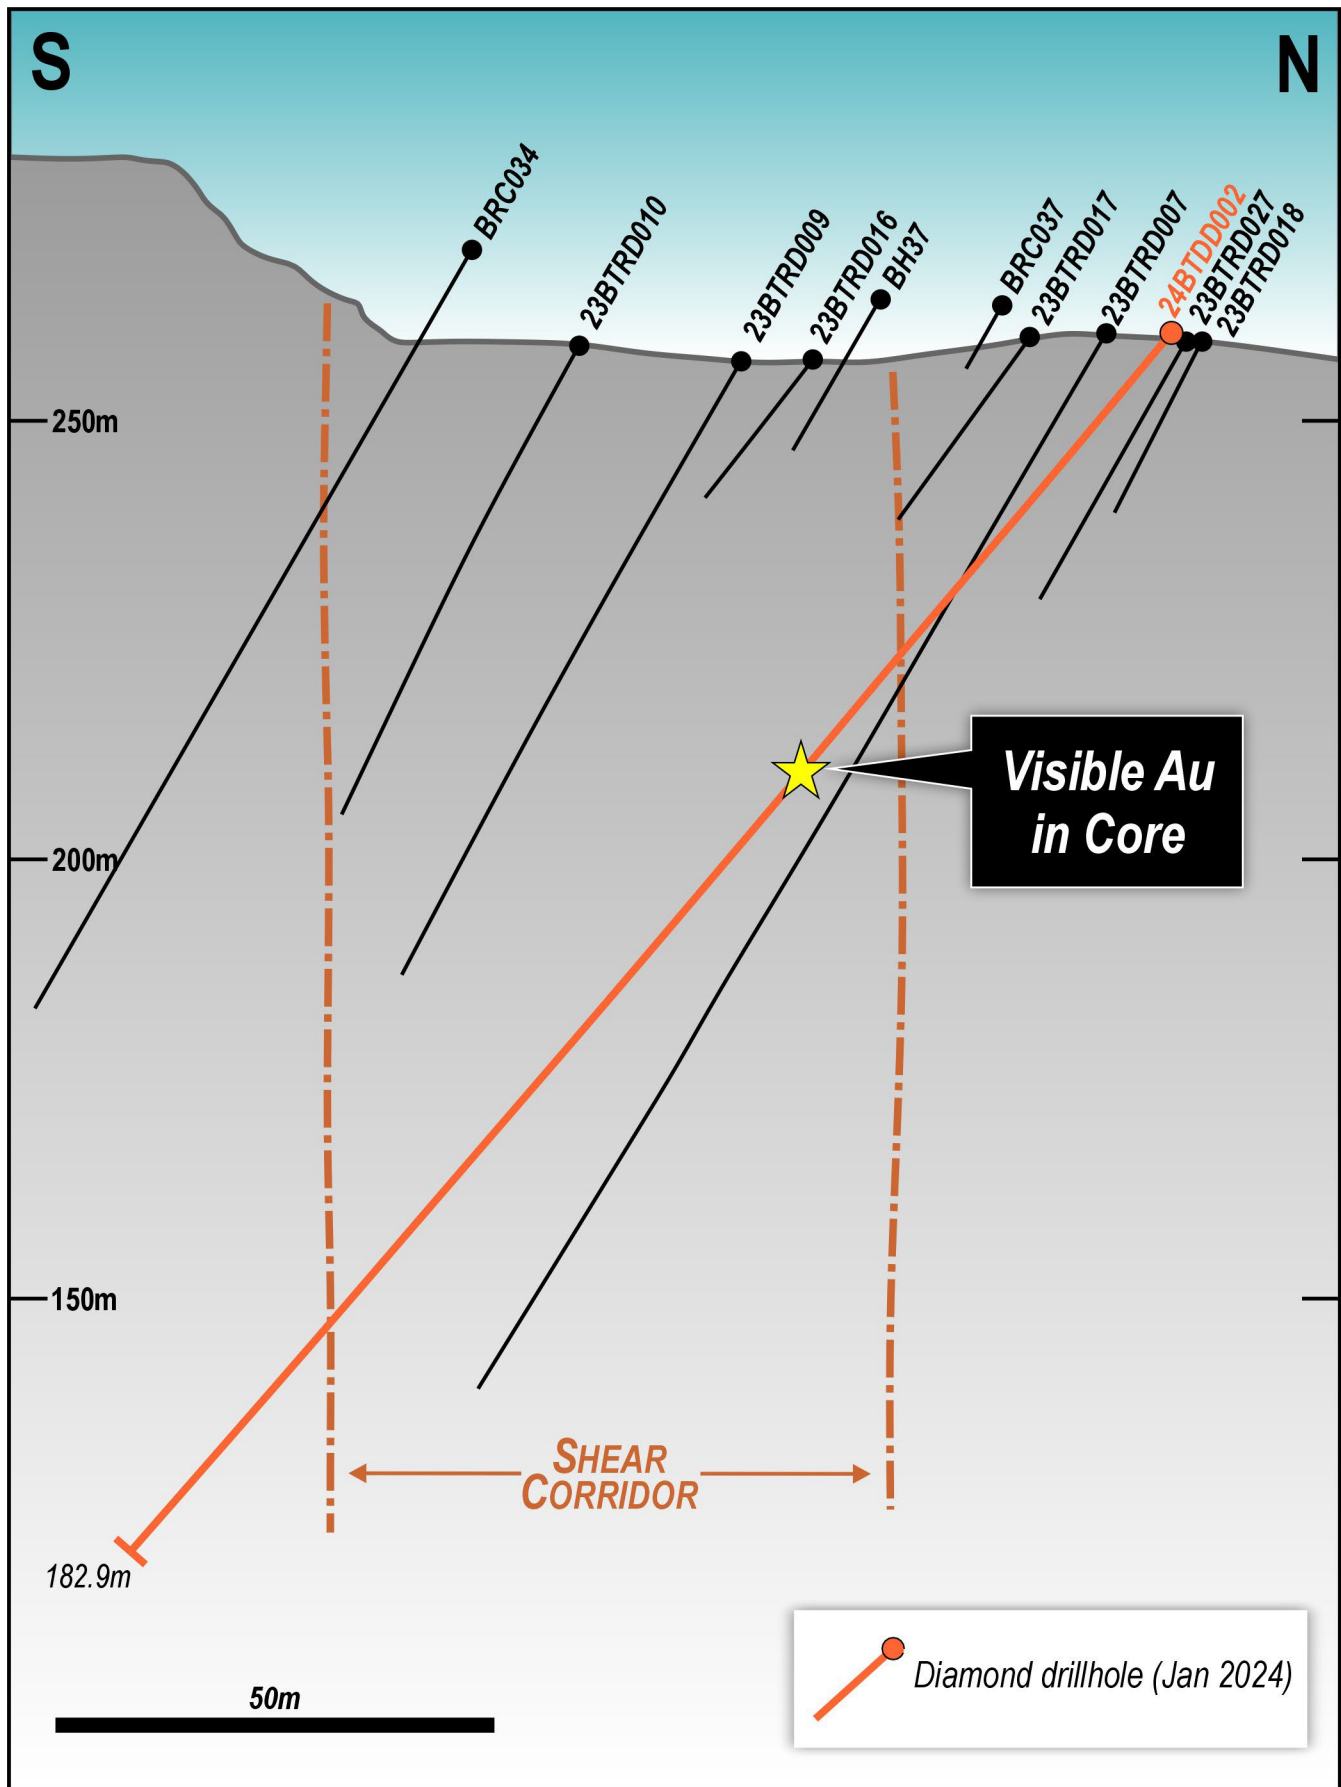 S
N
BRC034
23BTRD010
23BTRD009
23BTRD016
BH37
BRC037
23BTRD017
23BTRD007
24BTDD002
23BTRD027
23BTRD018
250m
Visible Au
in Core
200m
150m
SHEAR
CORRIDOR
182.9m
Diamond drillhole (Jan 2024)
50m